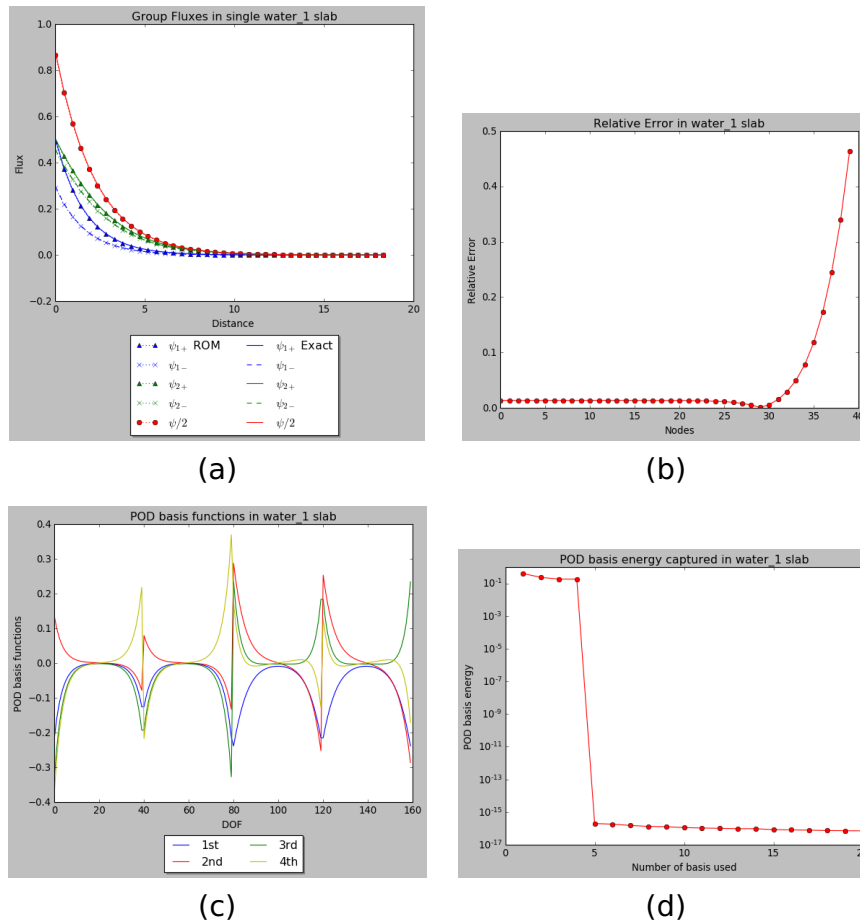 Group Fluxes in single water_1 slab
1.0
0.8
0.6
0.4
0.2
0.0
−0.2
Flux
0 5 10 15 20
Distance
ψ1+ ROM ψ1+ Exact
ψ1− ψ1−
ψ2+ ψ2+
ψ2− ψ2−
ψ/2 ψ/2
(a)
Relative Error in water_1 slab
0.5
0.4
0.3
0.2
0.1
0.0
Relative Error
0 5 10 15 20 25 30 35 40
Nodes
(b)
POD basis functions in water_1 slab
0.4
0.3
0.2
0.1
0.0
−0.1
−0.2
−0.3
−0.4
POD basis functions
0 20 40 60 80 100 120 140 160
DOF
1st 3rd
2nd 4th
(c)
POD basis energy captured in water_1 slab
10⁻¹
10⁻³
10⁻⁵
10⁻⁷
10⁻⁹
10⁻¹¹
10⁻¹³
10⁻¹⁵
10⁻¹⁷
POD basis energy
0 5 10 15 20
Number of basis used
(d)